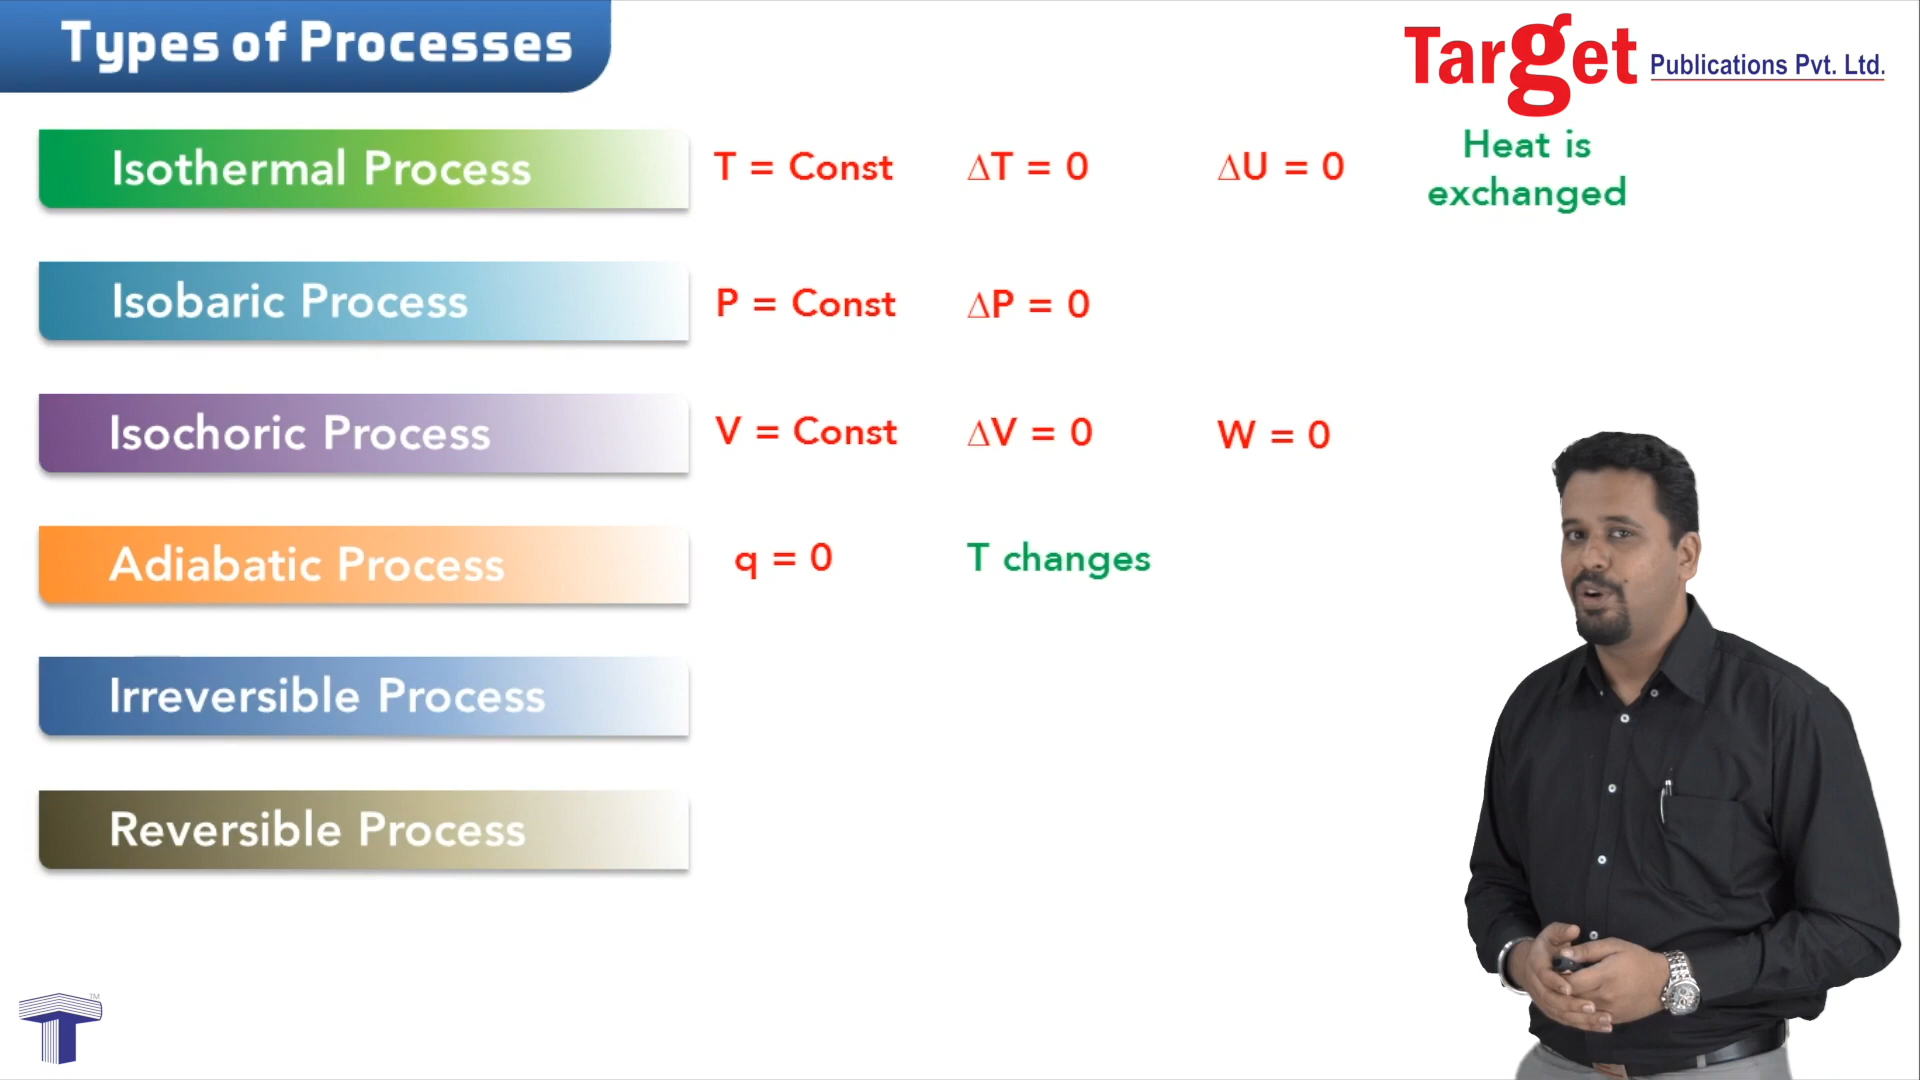 Types of Processes
Target Publications Pvt. Ltd.
Isothermal Process T = Const ΔT = 0 ΔU = 0 Heat is
exchanged
Isobaric Process P = Const ΔP = 0
Isochoric Process V = Const ΔV = 0 W = 0
Adiabatic Process q = 0 T changes
Irreversible Process
Reversible Process
T TM